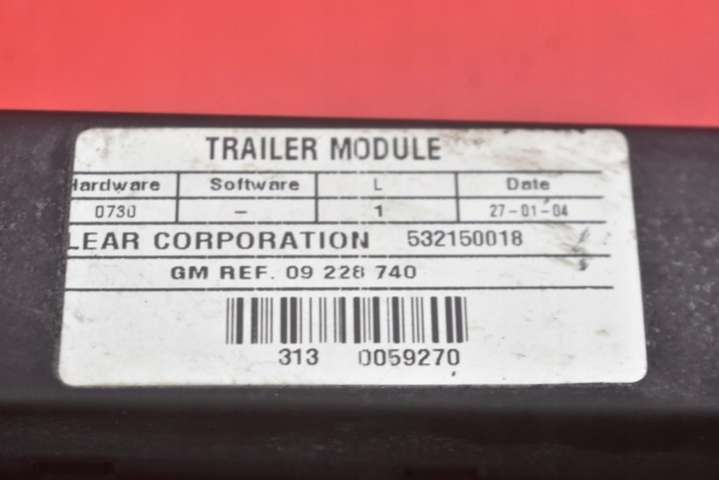 TRAILER MODULE
Hardware Software L Date
0730 – 1 27-01-04
LEAR CORPORATION 532150018
GM REF. 09 228 740
313 0059270